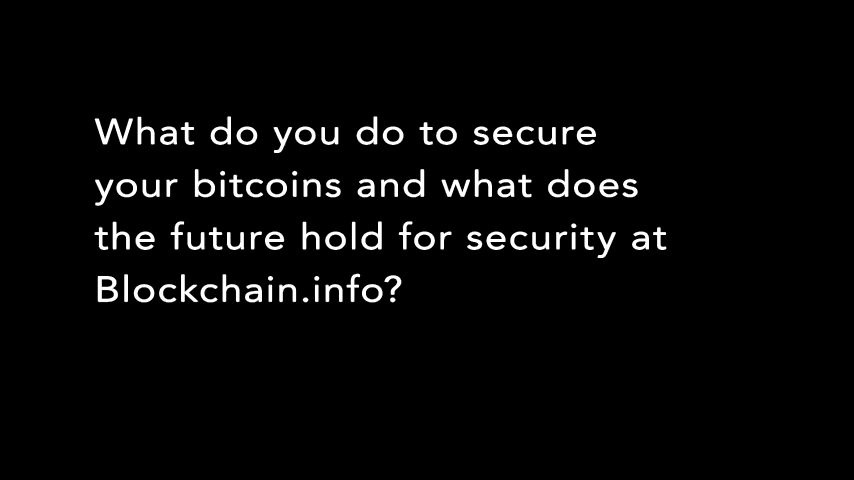 What do you do to secure
your bitcoins and what does
the future hold for security at
Blockchain.info?